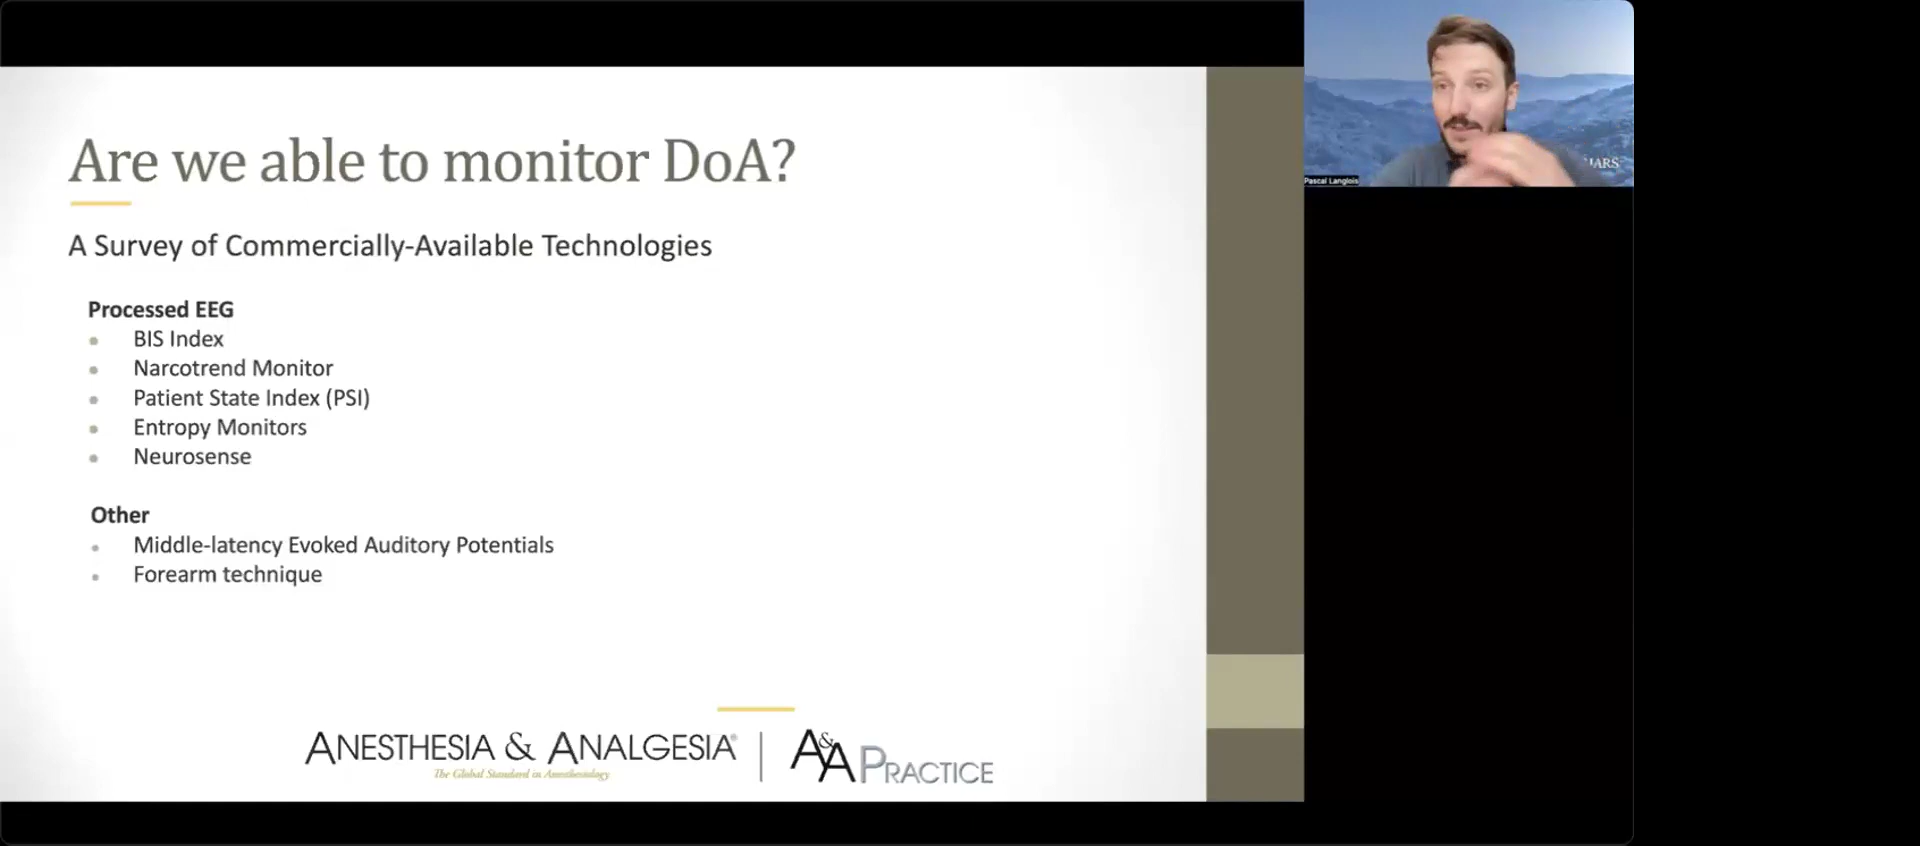 Are we able to monitor DoA?
A Survey of Commercially-Available Technologies
Processed EEG
BIS Index
Narcotrend Monitor
Patient State Index (PSI)
Entropy Monitors
Neurosense
Other
Middle-latency Evoked Auditory Potentials
Forearm technique
ANESTHESIA & ANALGESIA®
The Global Standard in Anesthesiology
A&A PRACTICE
IARS
Pascal Langlois